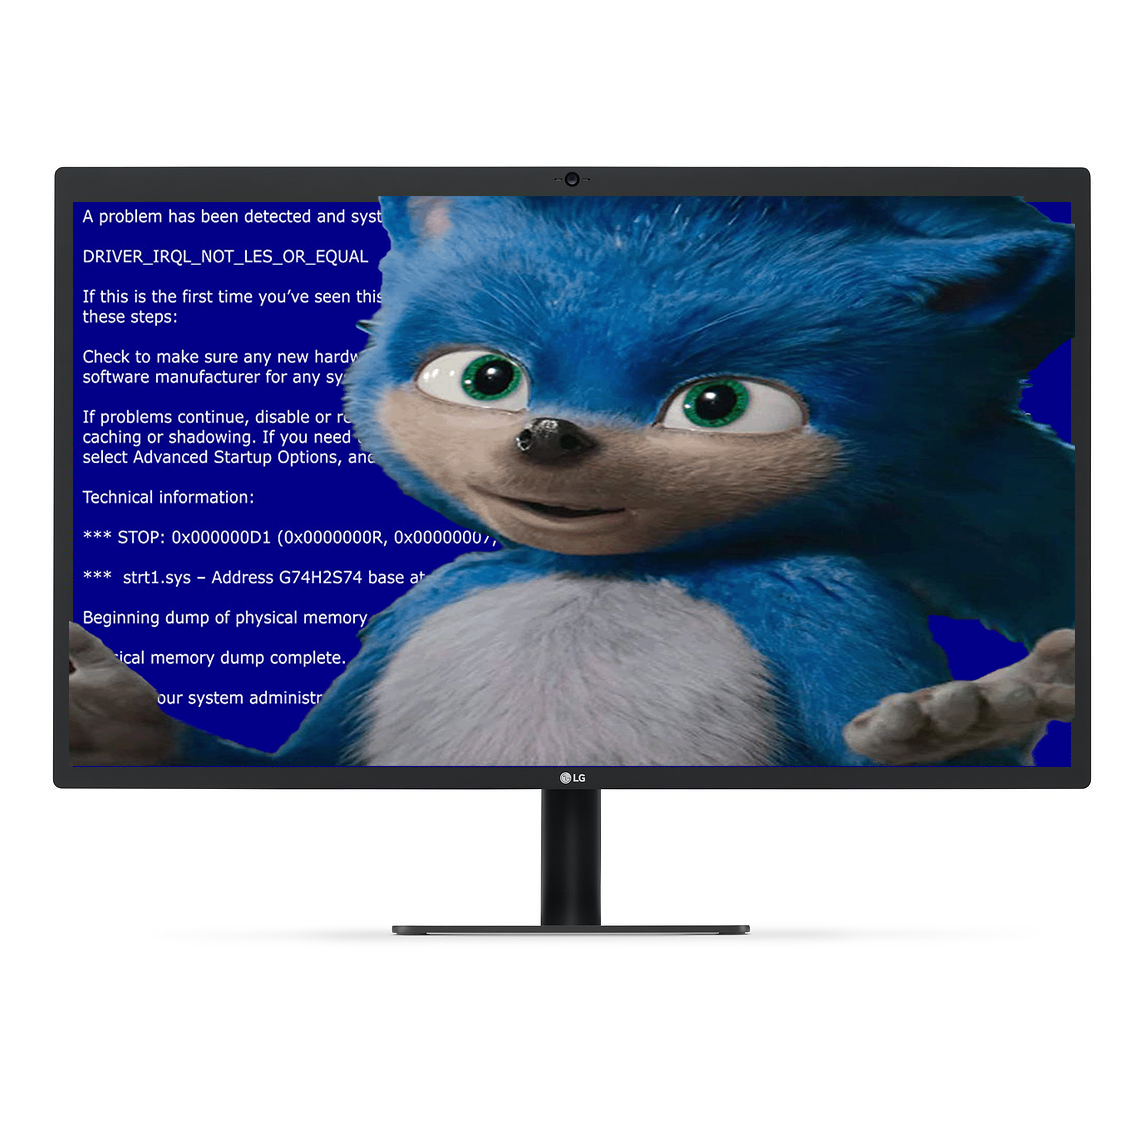 A problem has been detected and syst
DRIVER_IRQL_NOT_LES_OR_EQUAL
If this is the first time you’ve seen this
these steps:
Check to make sure any new hardw
software manufacturer for any sy
If problems continue, disable or re
caching or shadowing. If you need
select Advanced Startup Options, and
Technical information:
*** STOP: 0x000000D1 (0x0000000R, 0x00000007,
*** strt1.sys – Address G74H2S74 base at
Beginning dump of physical memory
ical memory dump complete.
our system administr
LG